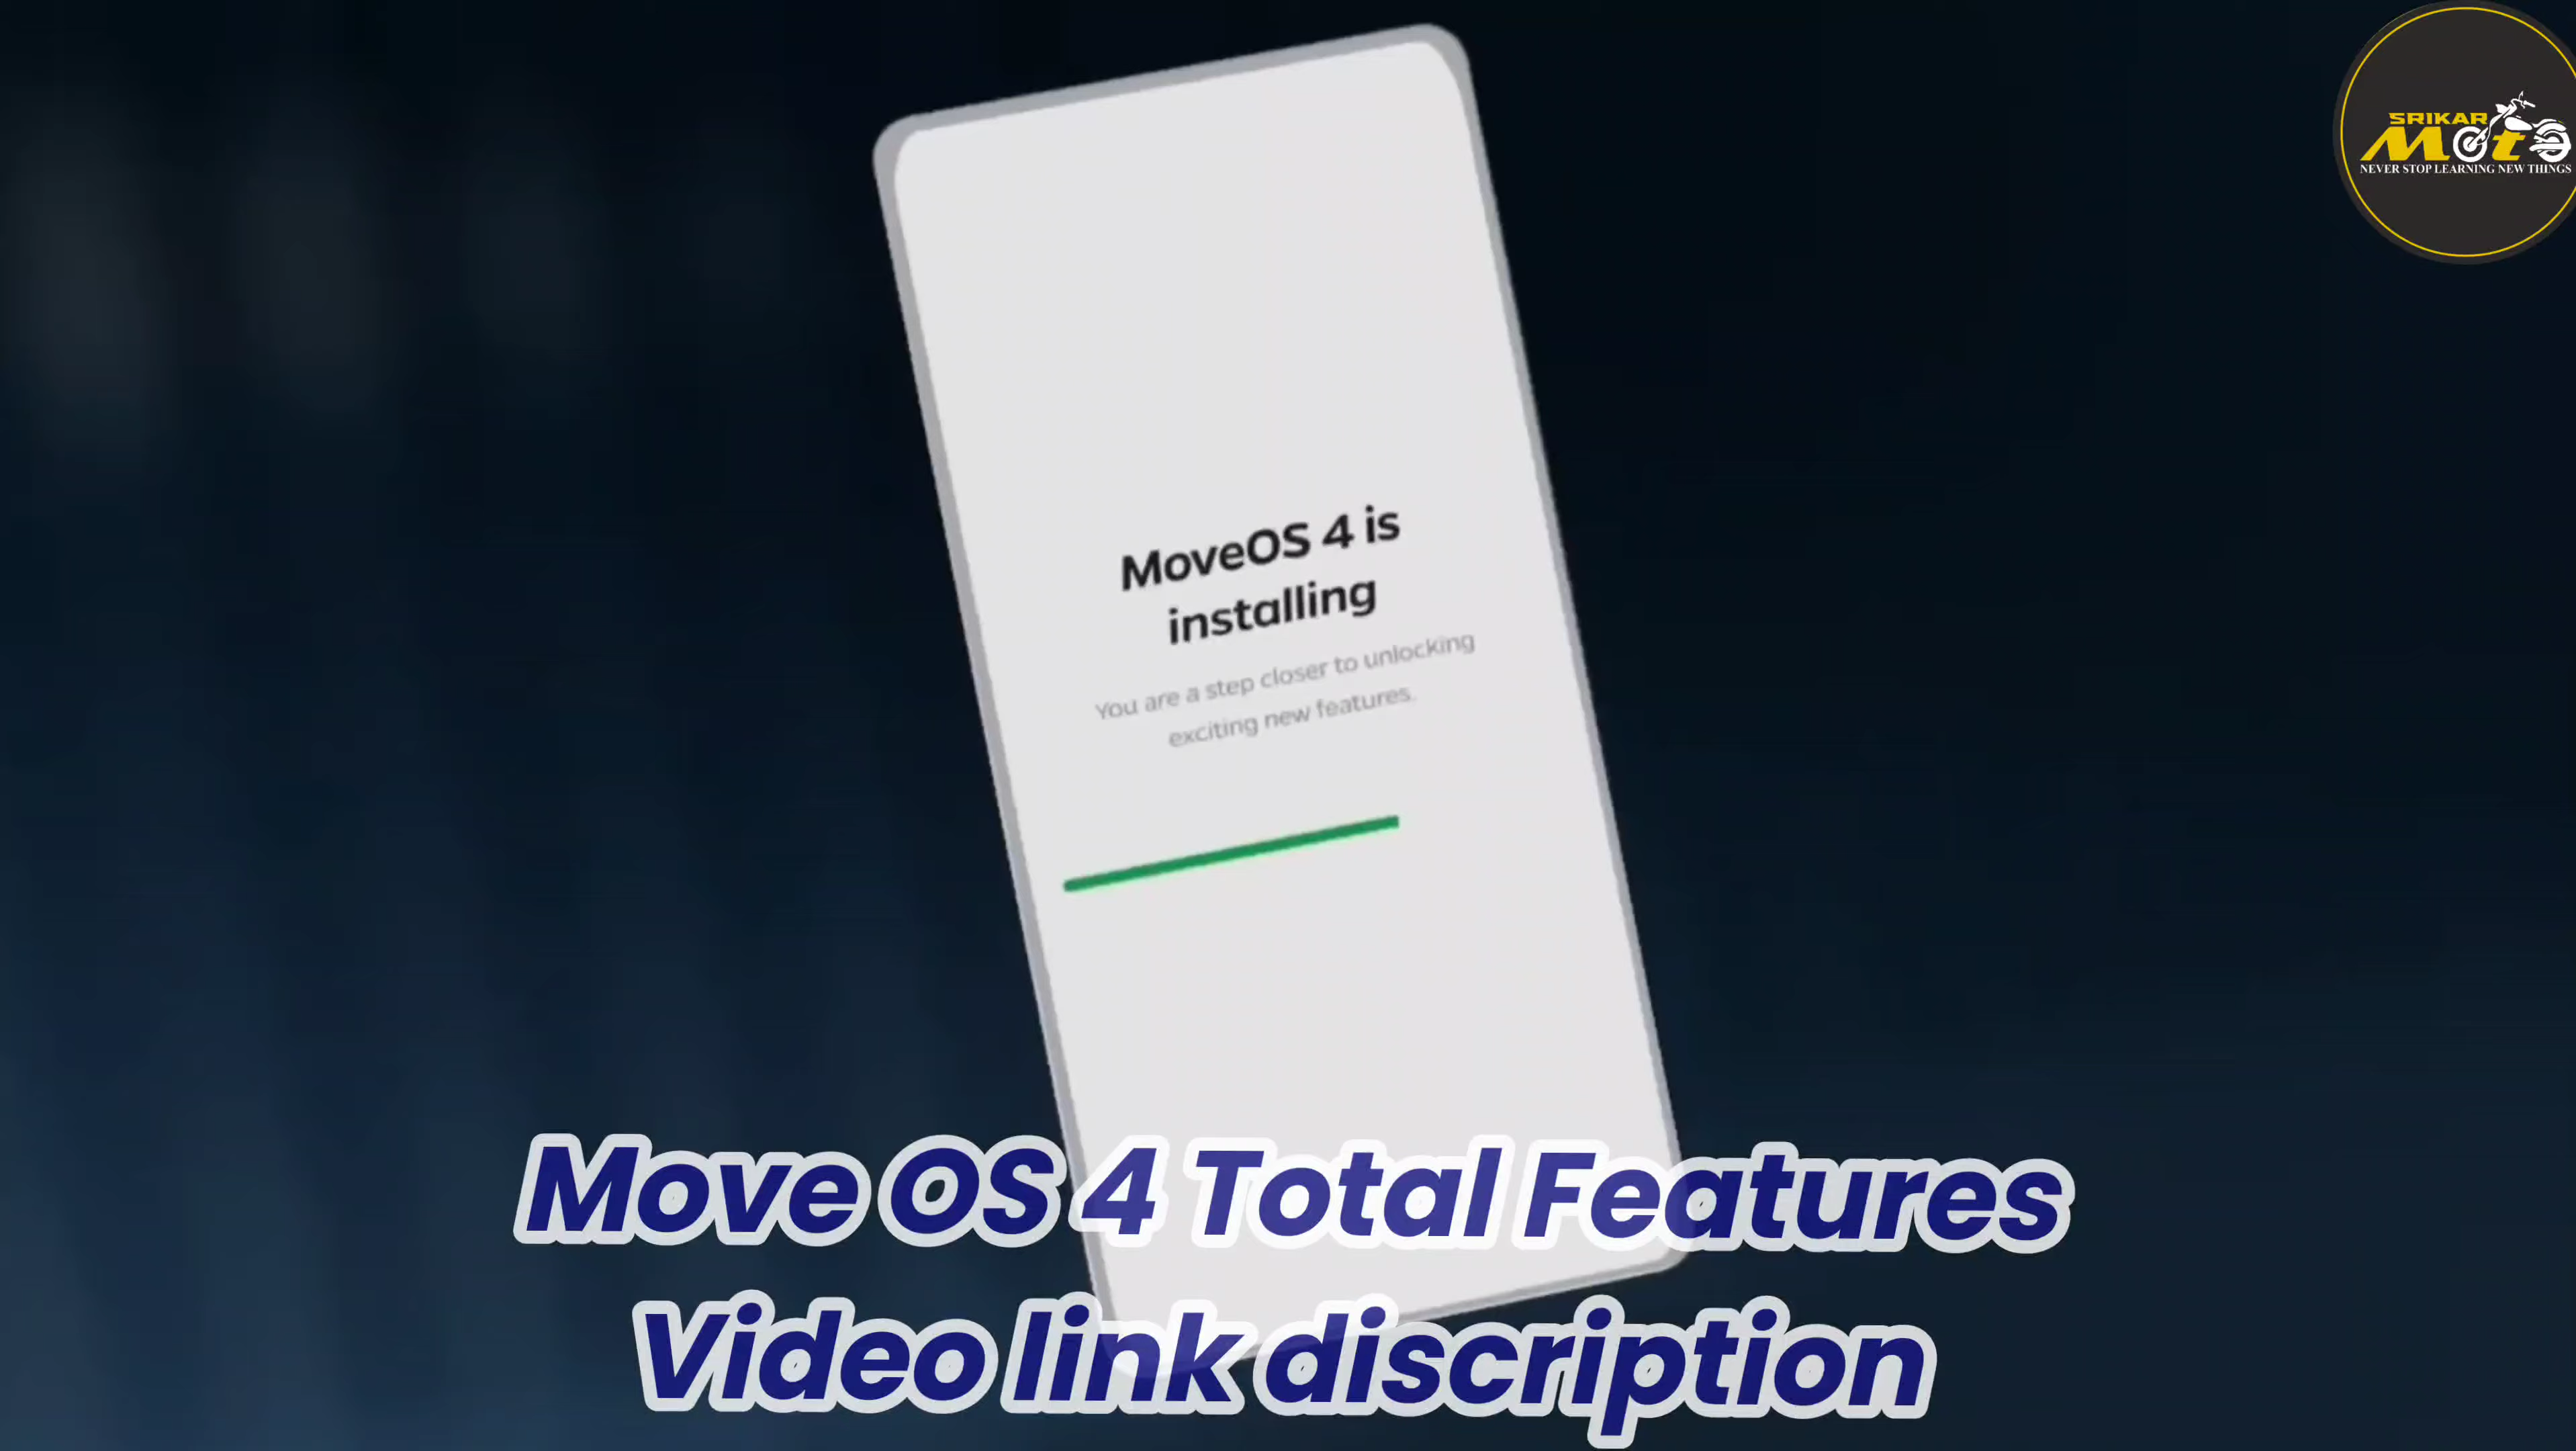 SRIKAR
Moto
NEVER STOP LEARNING NEW THINGS
MoveOS 4 is
installing
You are a step closer to unlocking
exciting new features.
Move OS 4 Total Features
Video link discription